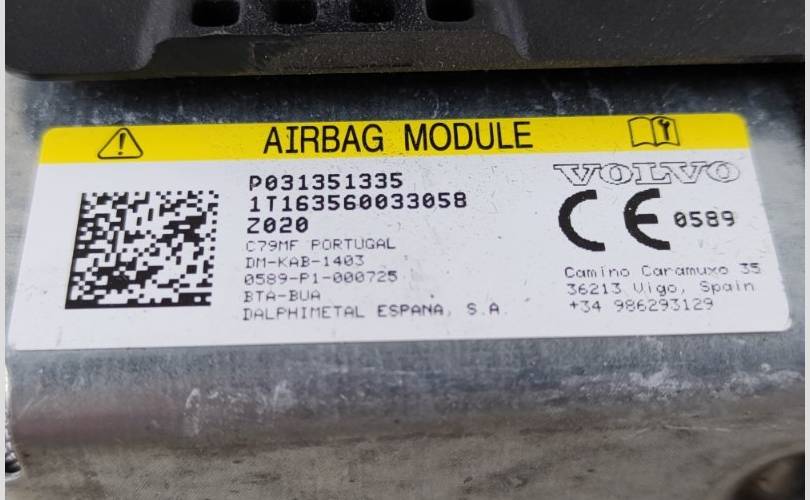 AIRBAG MODULE
P031351335
1T163560033058
Z020
C79MF PORTUGAL
DM-KAB-1403
0589-P1-000725
BTA-BUA
DALPHIMETAL ESPANA, S.A.
VOLVO
CE 0589
Camino Caramuxo 35
36213 Vigo, Spain
+34 986293129